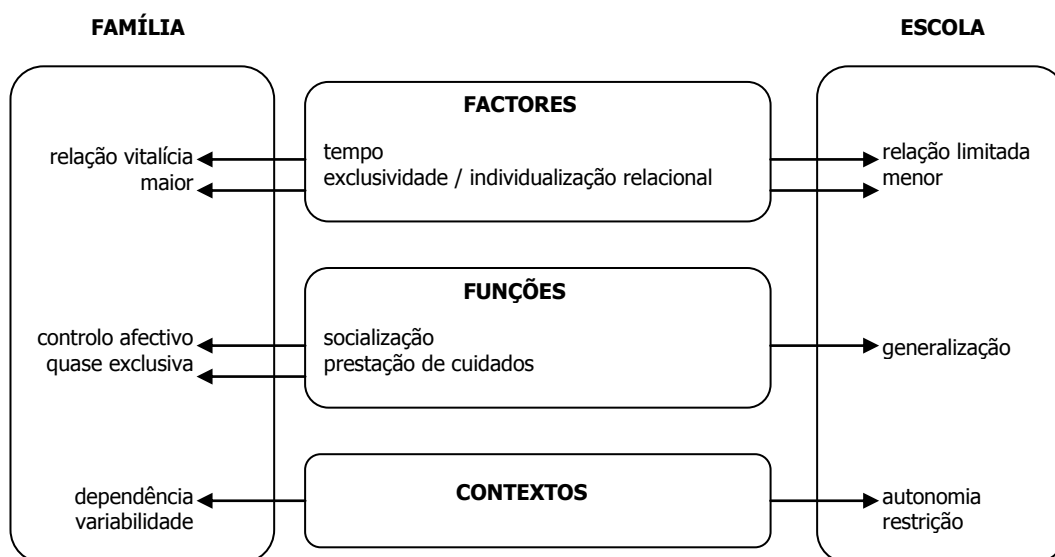 FAMÍLIA
ESCOLA
FACTORES
relação vitalícia
tempo
relação limitada
maior
exclusividade / individualização relacional
menor
FUNÇÕES
controlo afectivo
socialização
generalização
quase exclusiva
prestação de cuidados
CONTEXTOS
dependência
autonomia
variabilidade
restrição